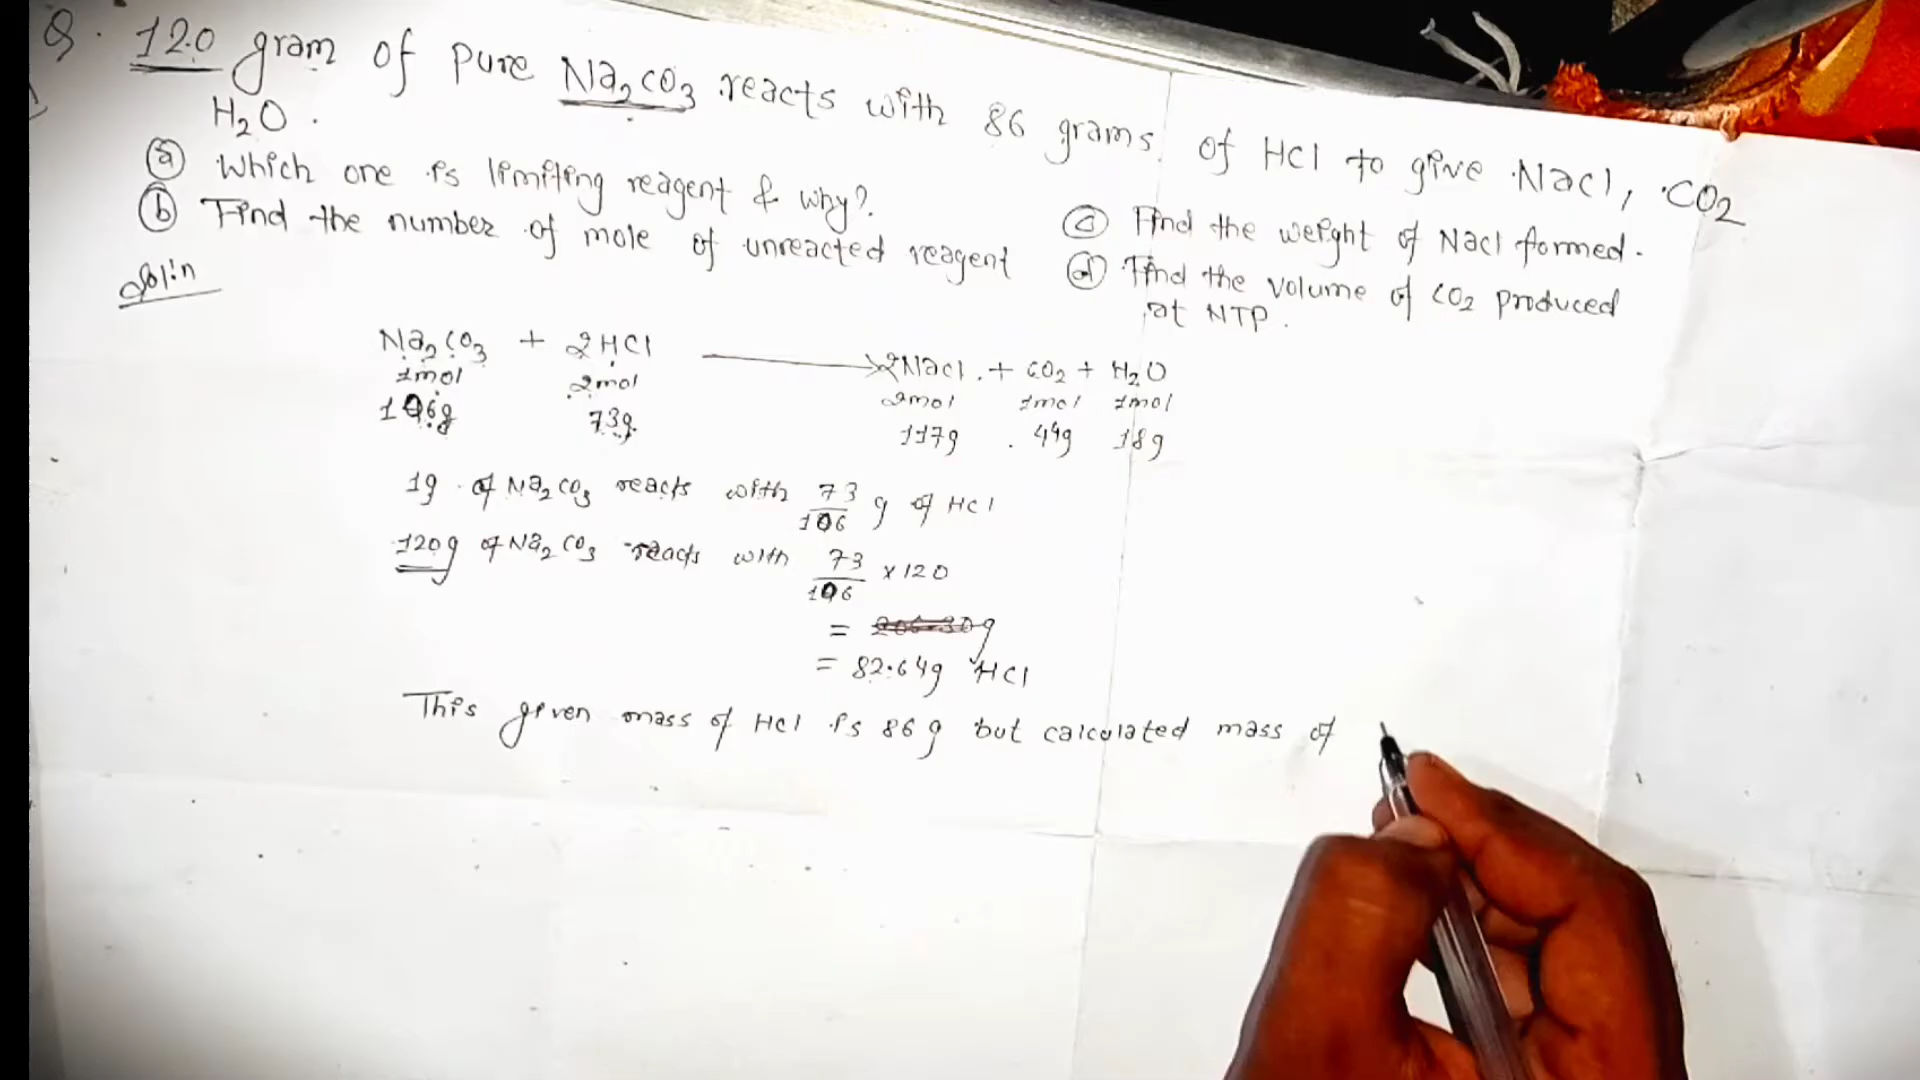 Q. 120 gram of pure Na2CO3 reacts with 86 grams of HCl to give NaCl, CO2
H2O.
(a) Which one is limiting reagent & why?
(b) Find the number of mole of unreacted reagent
(c) Find the weight of NaCl formed.
(d) Find the volume of CO2 produced
at NTP.
Sol:n
Na2CO3 + 2HCl → 2NaCl + CO2 + H2O
1mol 2mol 2mol 1mol 1mol
106g 73g 117g 44g 18g
1g of Na2CO3 reacts with 73/106 g of HCl
120g of Na2CO3 reacts with 73/106 x 120
= g
= 82.64g HCl
This given mass of HCl is 86g but calculated mass of